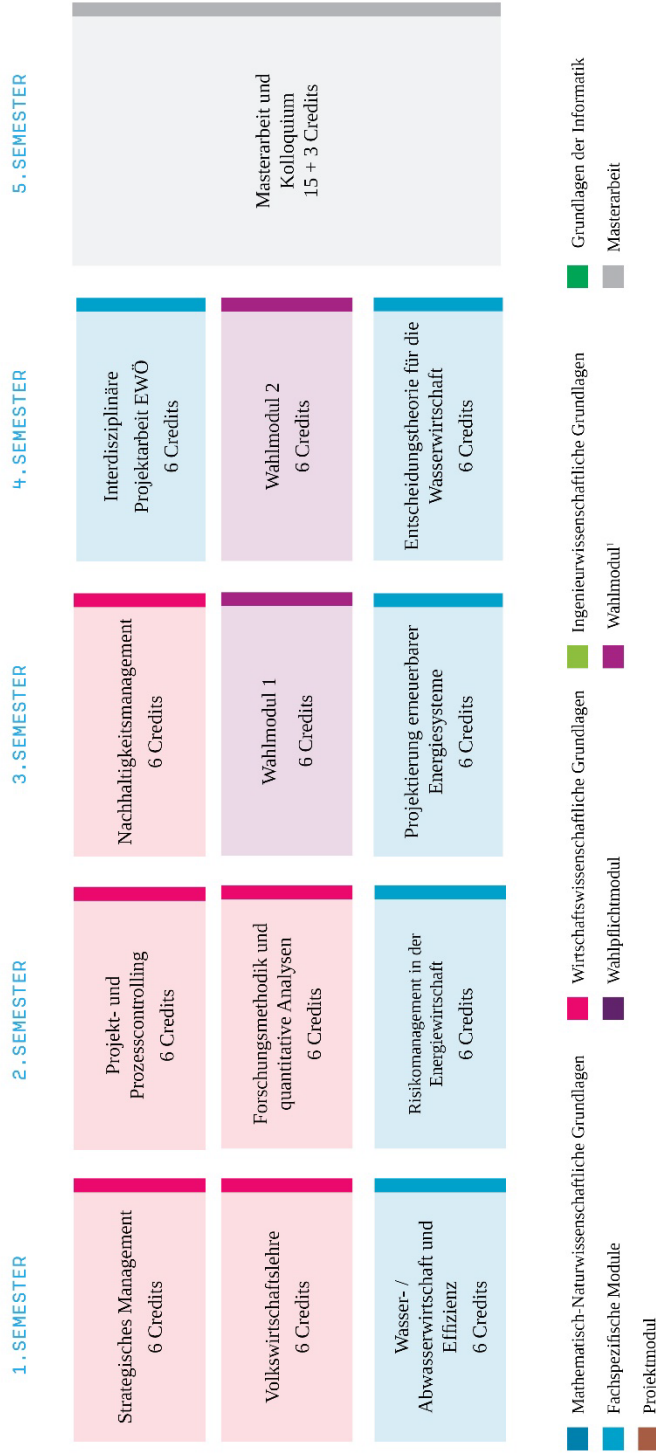 1. SEMESTER
Strategisches Management
6 Credits
Volkswirtschaftslehre
6 Credits
Wasser- /
Abwasserwirtschaft und
Effizienz
6 Credits
2. SEMESTER
Projekt- und
Prozesscontrolling
6 Credits
Forschungsmethodik und
quantitative Analysen
6 Credits
Risikomanagement in der
Energiewirtschaft
6 Credits
3. SEMESTER
Nachhaltigkeitsmanagement
6 Credits
Wahlmodul 1
6 Credits
Projektierung erneuerbarer
Energiesysteme
6 Credits
4. SEMESTER
Interdisziplinäre
Projektarbeit EWÖ
6 Credits
Wahlmodul 2
6 Credits
Entscheidungstheorie für die
Wasserwirtschaft
6 Credits
5. SEMESTER
Masterarbeit und
Kolloquium
15 + 3 Credits
Mathematisch-Naturwissenschaftliche Grundlagen
Wirtschaftswissenschaftliche Grundlagen
Ingenieurwissenschaftliche Grundlagen
Grundlagen der Informatik
Fachspezifische Module
Wahlpflichtmodul
Wahlmodul¹
Masterarbeit
Projektmodul